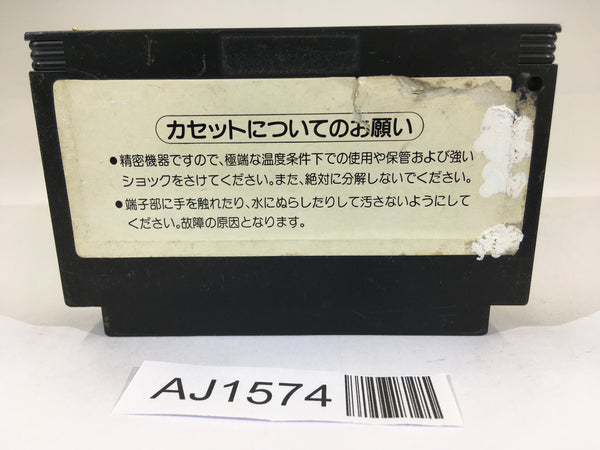 カセットについてのお願い
●精密機器ですので、極端な温度条件下での使用や保管および強い
ショックをさけてください。また、絶対に分解しないでください。
●端子部に手を触れたり、水にぬらしたりして汚さないようにして
ください。故障の原因となります。
AJ1574